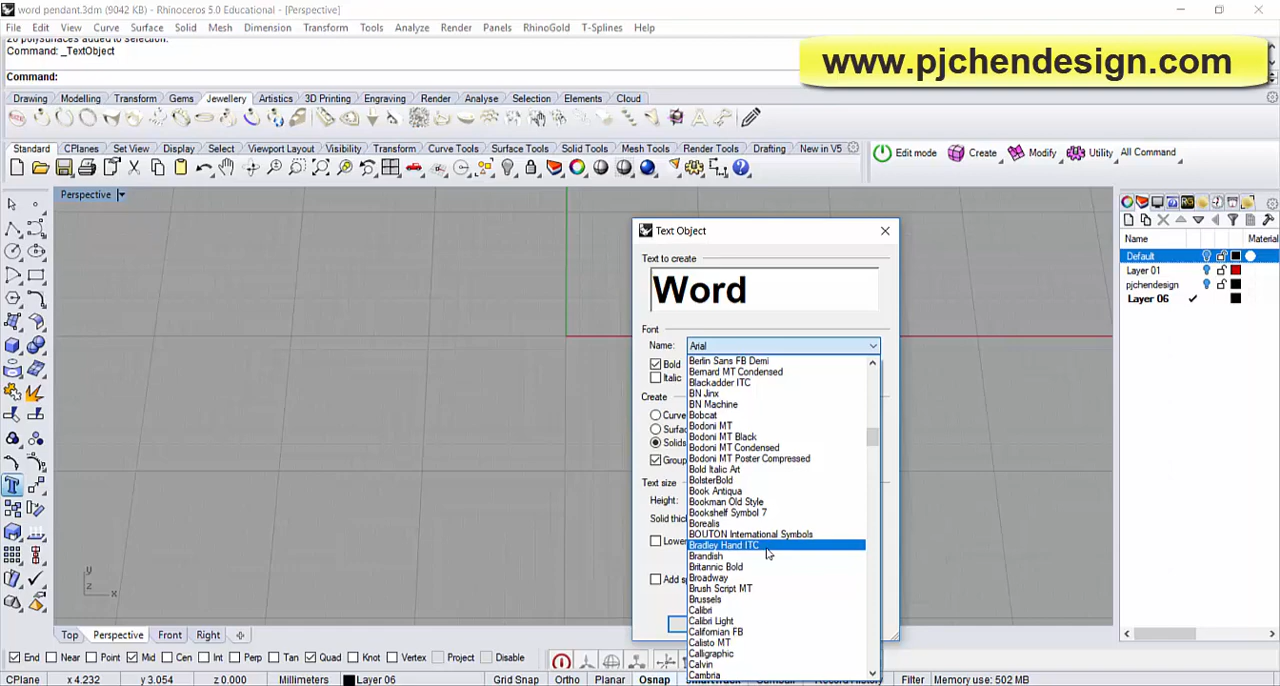 word pendant.3dm (9042 KB) - Rhinoceros 5.0 Educational - [Perspective]
File Edit View Curve Surface Solid Mesh Dimension Transform Tools Analyze Render Panels RhinoGold T-Splines Help
20 polysurfaces added to selection.
Command: _TextObject
Command:
www.pjchendesign.com
Drawing Modelling Transform Gems Jewellery Artistics 3D Printing Engraving Render Analyse Selection Elements Cloud
Standard CPlanes Set View Display Select Viewport Layout Visibility Transform Curve Tools Surface Tools Solid Tools Mesh Tools Render Tools Drafting New in V5
Edit mode Create Modify Utility All Command
Perspective
Name Material
Default
Layer 01
pjchendesign
Layer 06
Text Object
Text to create
Word
Font
Name: Arial
Bold
Italic
Create
Curve
Surfac
Solids
Group
Text size
Height:
Solid thic
Lower
Add sp
Berlin Sans FB Demi
Bernard MT Condensed
Blackadder ITC
BN Jinx
BN Machine
Bobcat
Bodoni MT
Bodoni MT Black
Bodoni MT Condensed
Bodoni MT Poster Compressed
Bold Italic Art
BolsterBold
Book Antiqua
Bookman Old Style
Bookshelf Symbol 7
Borealis
BOUTON International Symbols
Bradley Hand ITC
Brandish
Britannic Bold
Broadway
Brush Script MT
Brussels
Calibri
Calibri Light
Californian FB
Calisto MT
Calligraphic
Calvin
Cambria
y
z x
Top Perspective Front Right
End Near Point Mid Cen Int Perp Tan Quad Knot Vertex Project Disable
CPlane x 4.232 y 3.05 z 0.000 Millimeters Layer 06 Grid Snap Ortho Planar Osnap Filter Memory use: 502 MB